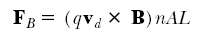 F_B = (qv_d × B) nAL